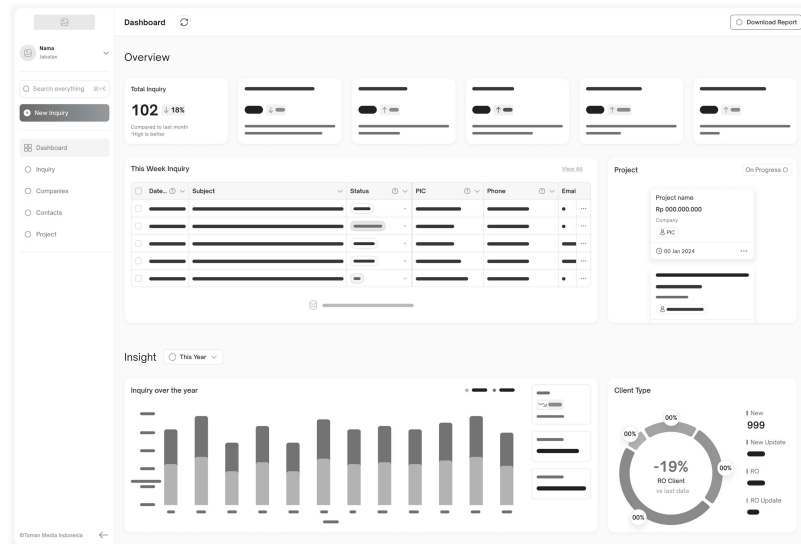 Dashboard
Download Report
Nama
Jabatan
Search everything ⌘+K
New Inquiry
Dashboard
Inquiry
Companies
Contacts
Project
©Taman Media Indonesia
Overview
Total Inquiry
102 ↓ 18%
Compared to last month
*High is better
This Week Inquiry
View All
Date... Subject Status PIC Phone Emai
Project
On Progress
Project name
Rp 000.000.000
Company
PIC
00 Jan 2024
Insight
This Year
Inquiry over the year
Client Type
00%
00%
00%
00%
-19%
RO Client
vs last data
New
999
New Update
RO
RO Update